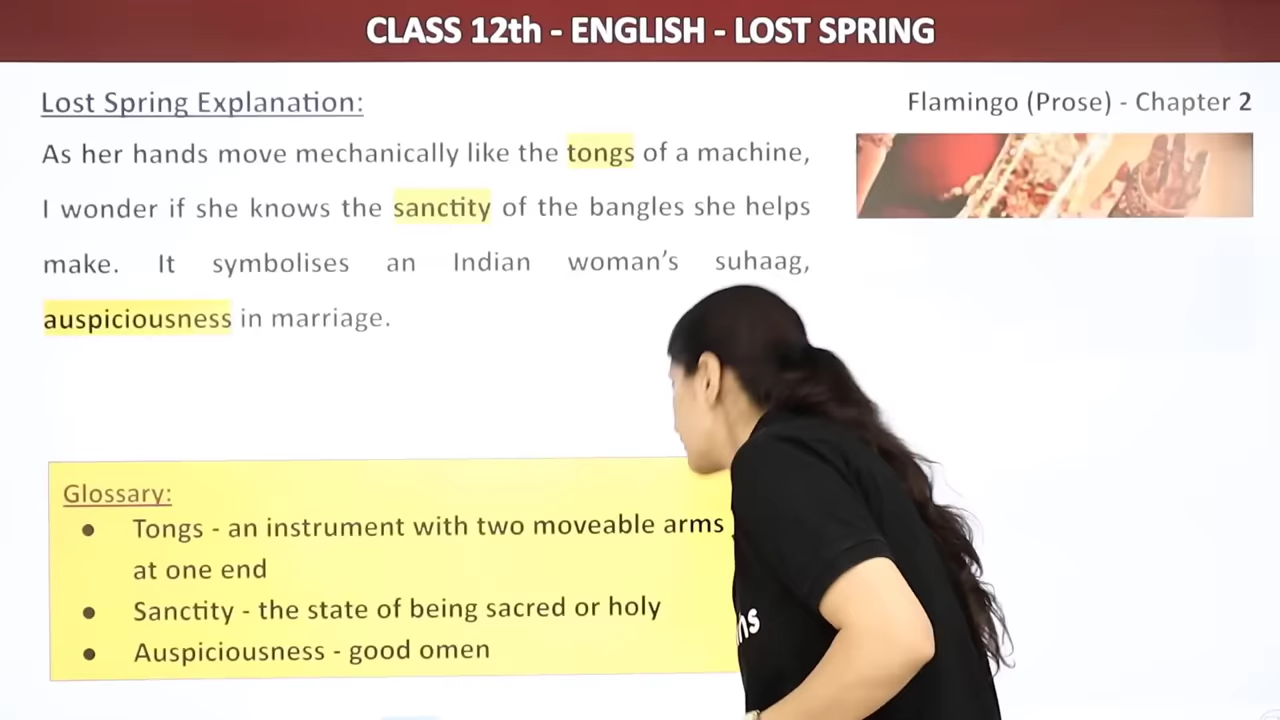 CLASS 12th - ENGLISH - LOST SPRING
Lost Spring Explanation:
Flamingo (Prose) - Chapter 2
As her hands move mechanically like the tongs of a machine,
I wonder if she knows the sanctity of the bangles she helps
make. It symbolises an Indian woman's suhaag,
auspiciousness in marriage.
Glossary:
● Tongs - an instrument with two moveable arms
at one end
● Sanctity - the state of being sacred or holy
● Auspiciousness - good omen